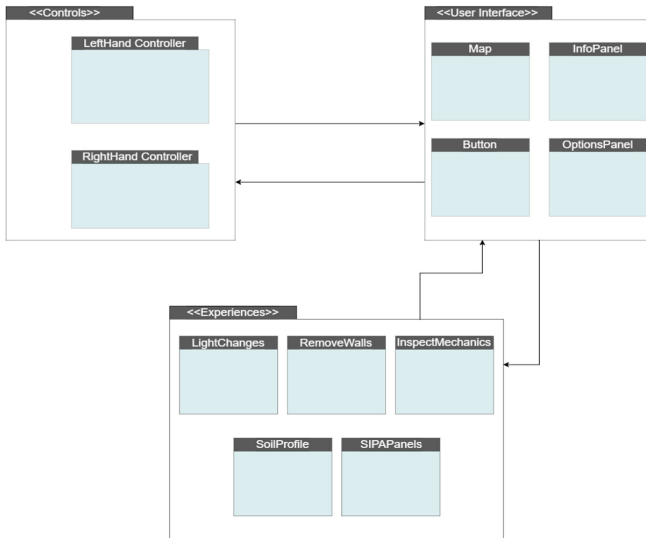 <<Controls>>
LeftHand Controller
RightHand Controller
<<User Interface>>
Map
InfoPanel
Button
OptionsPanel
<<Experiences>>
LightChanges
RemoveWalls
InspectMechanics
SoilProfile
SIPAPanels